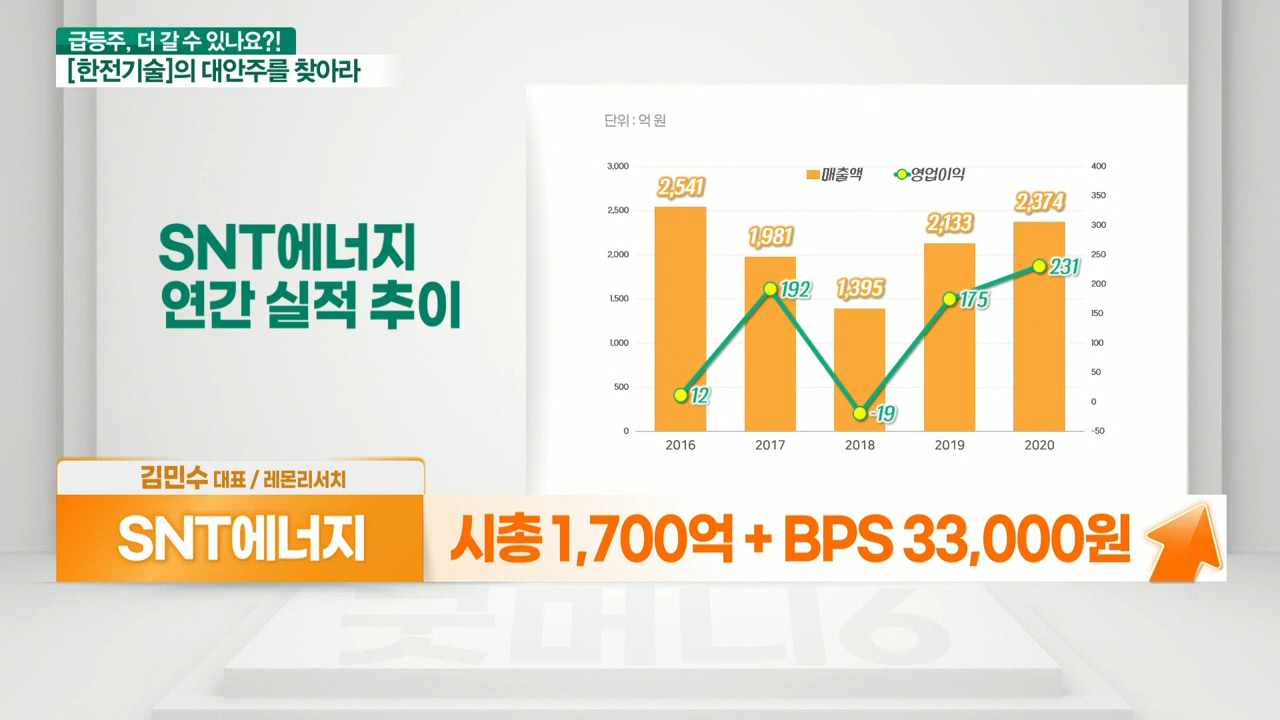 급등주, 더 갈 수 있나요?!
[한전기술]의 대안주를 찾아라
SNT에너지
연간 실적 추이
단위 : 억 원
매출액 영업이익
3,000
2,500
2,000
1,500
1,000
500
0
2,541
1,981
1,395
2,133
2,374
12
192
-19
175
231
400
350
300
250
200
150
100
50
0
-50
2016 2017 2018 2019 2020
김민수 대표 / 레몬리서치
SNT에너지
시총 1,700억 + BPS 33,000원
굿머니6